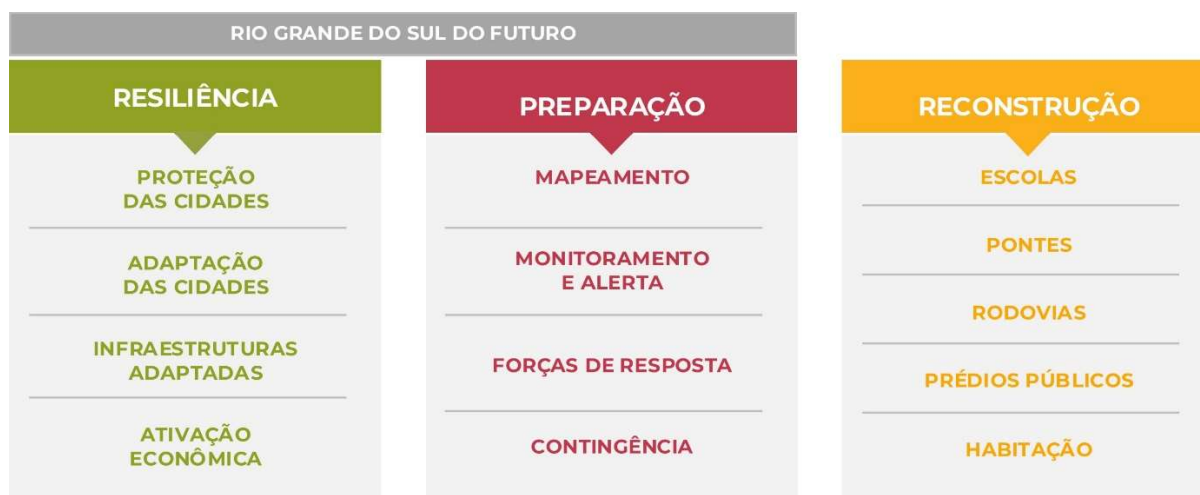 RIO GRANDE DO SUL DO FUTURO
RESILIÊNCIA
PROTEÇÃO
DAS CIDADES
ADAPTAÇÃO
DAS CIDADES
INFRAESTRUTURAS
ADAPTADAS
ATIVAÇÃO
ECONÔMICA
PREPARAÇÃO
MAPEAMENTO
MONITORAMENTO
E ALERTA
FORÇAS DE RESPOSTA
CONTINGÊNCIA
RECONSTRUÇÃO
ESCOLAS
PONTES
RODOVIAS
PRÉDIOS PÚBLICOS
HABITAÇÃO